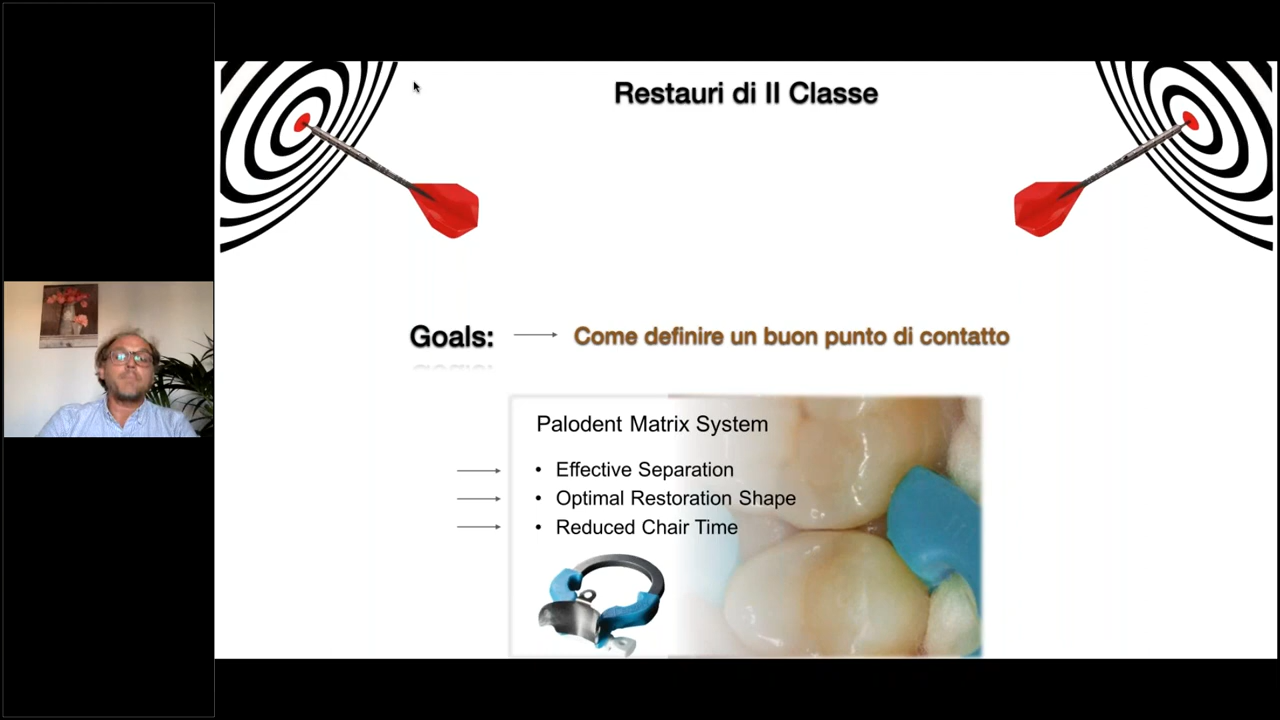 Restauri di II Classe
Goals:
Come definire un buon punto di contatto
Palodent Matrix System
• Effective Separation
• Optimal Restoration Shape
• Reduced Chair Time